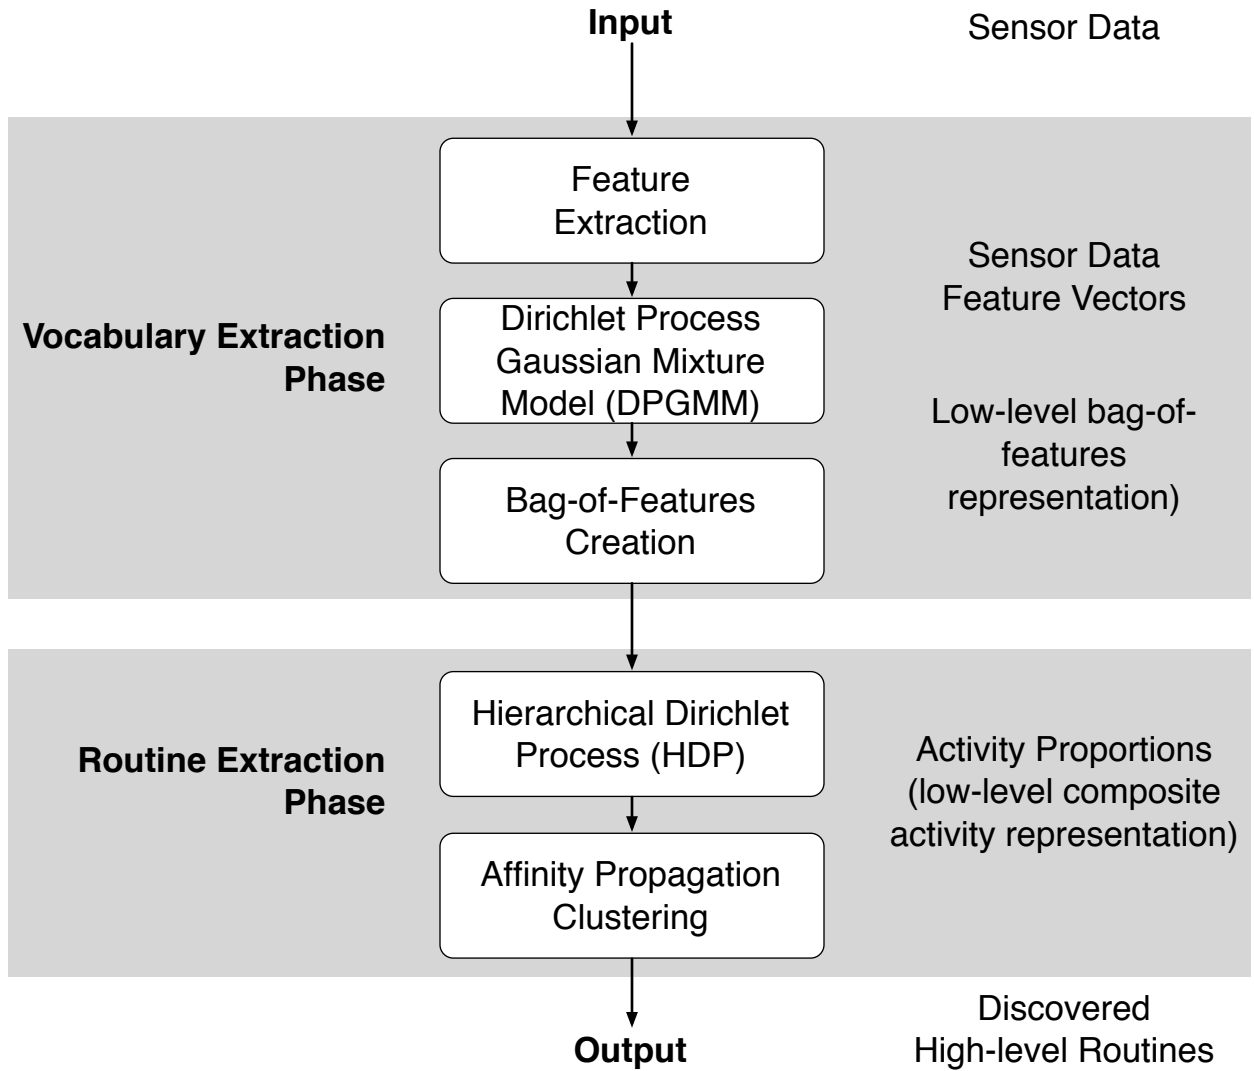 Input
Sensor Data
Feature
Extraction
Sensor Data
Feature Vectors
Vocabulary Extraction
Phase
Dirichlet Process
Gaussian Mixture
Model (DPGMM)
Low-level bag-of-
features
representation)
Bag-of-Features
Creation
Routine Extraction
Phase
Hierarchical Dirichlet
Process (HDP)
Activity Proportions
(low-level composite
activity representation)
Affinity Propagation
Clustering
Output
Discovered
High-level Routines